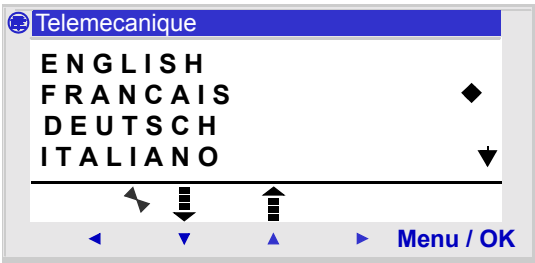 Telemecanique
ENGLISH
FRANCAIS
DEUTSCH
ITALIANO
Menu / OK